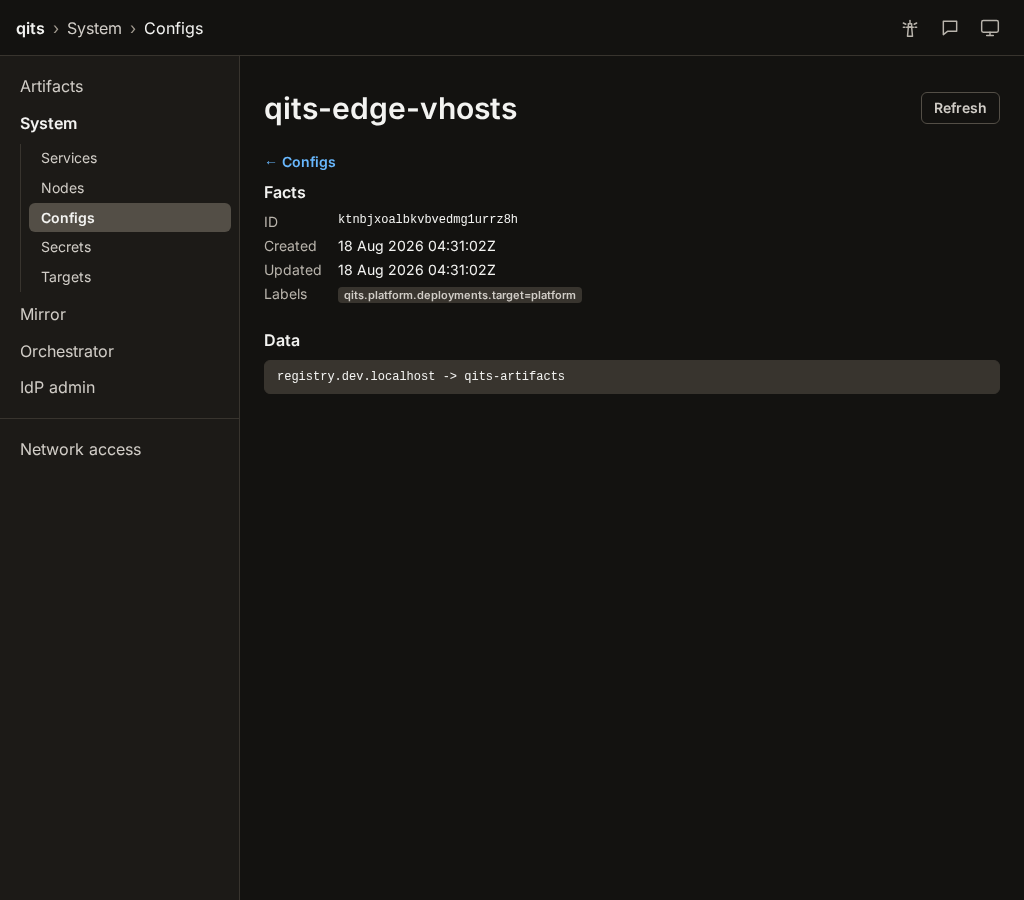 qits › System › Configs
Artifacts
System
Services
Nodes
Configs
Secrets
Targets
Mirror
Orchestrator
IdP admin
Network access
qits-edge-vhosts
Refresh
← Configs
Facts
ID ktnbjxoalbkvbvedmg1urrz8h
Created 18 Aug 2026 04:31:02Z
Updated 18 Aug 2026 04:31:02Z
Labels qits.platform.deployments.target=platform
Data
registry.dev.localhost -> qits-artifacts